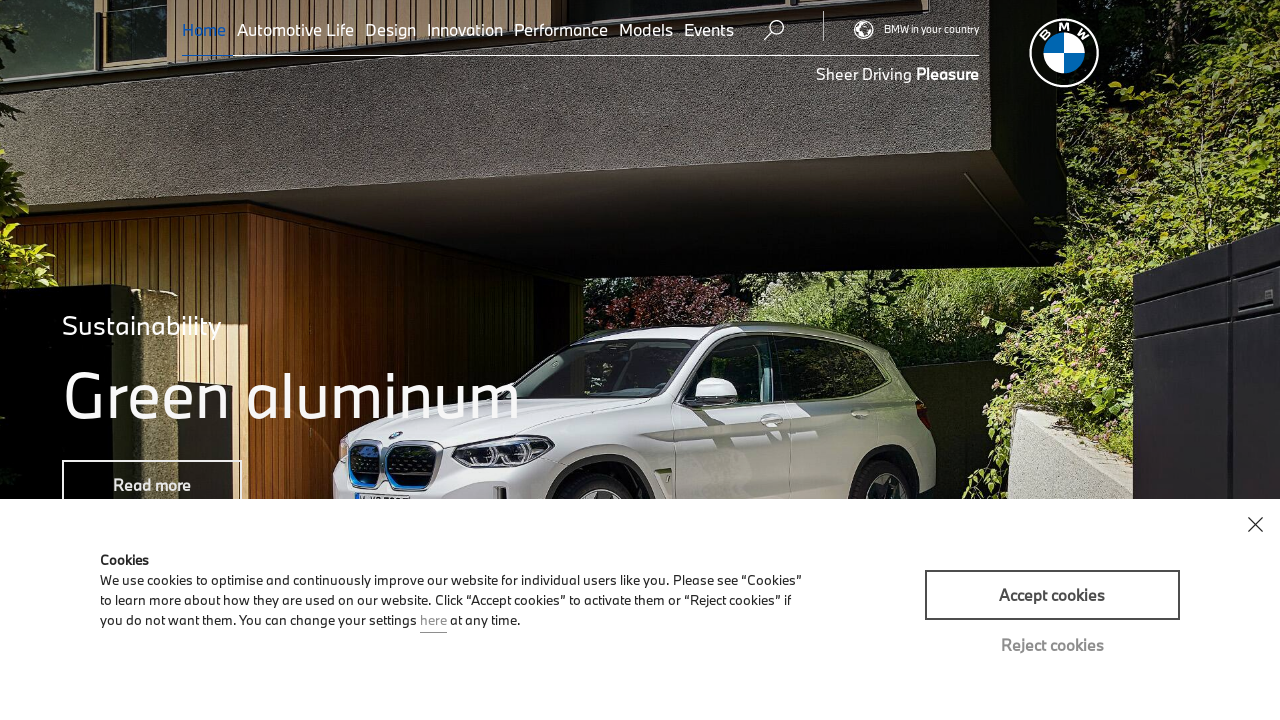 Home Automotive Life Design Innovation Performance Models Events
BMW in your country
Sheer Driving Pleasure
BMW
Sustainability
Green aluminum
Read more
Cookies
We use cookies to optimise and continuously improve our website for individual users like you. Please see “Cookies”
to learn more about how they are used on our website. Click “Accept cookies” to activate them or “Reject cookies” if
you do not want them. You can change your settings here at any time.
Accept cookies
Reject cookies